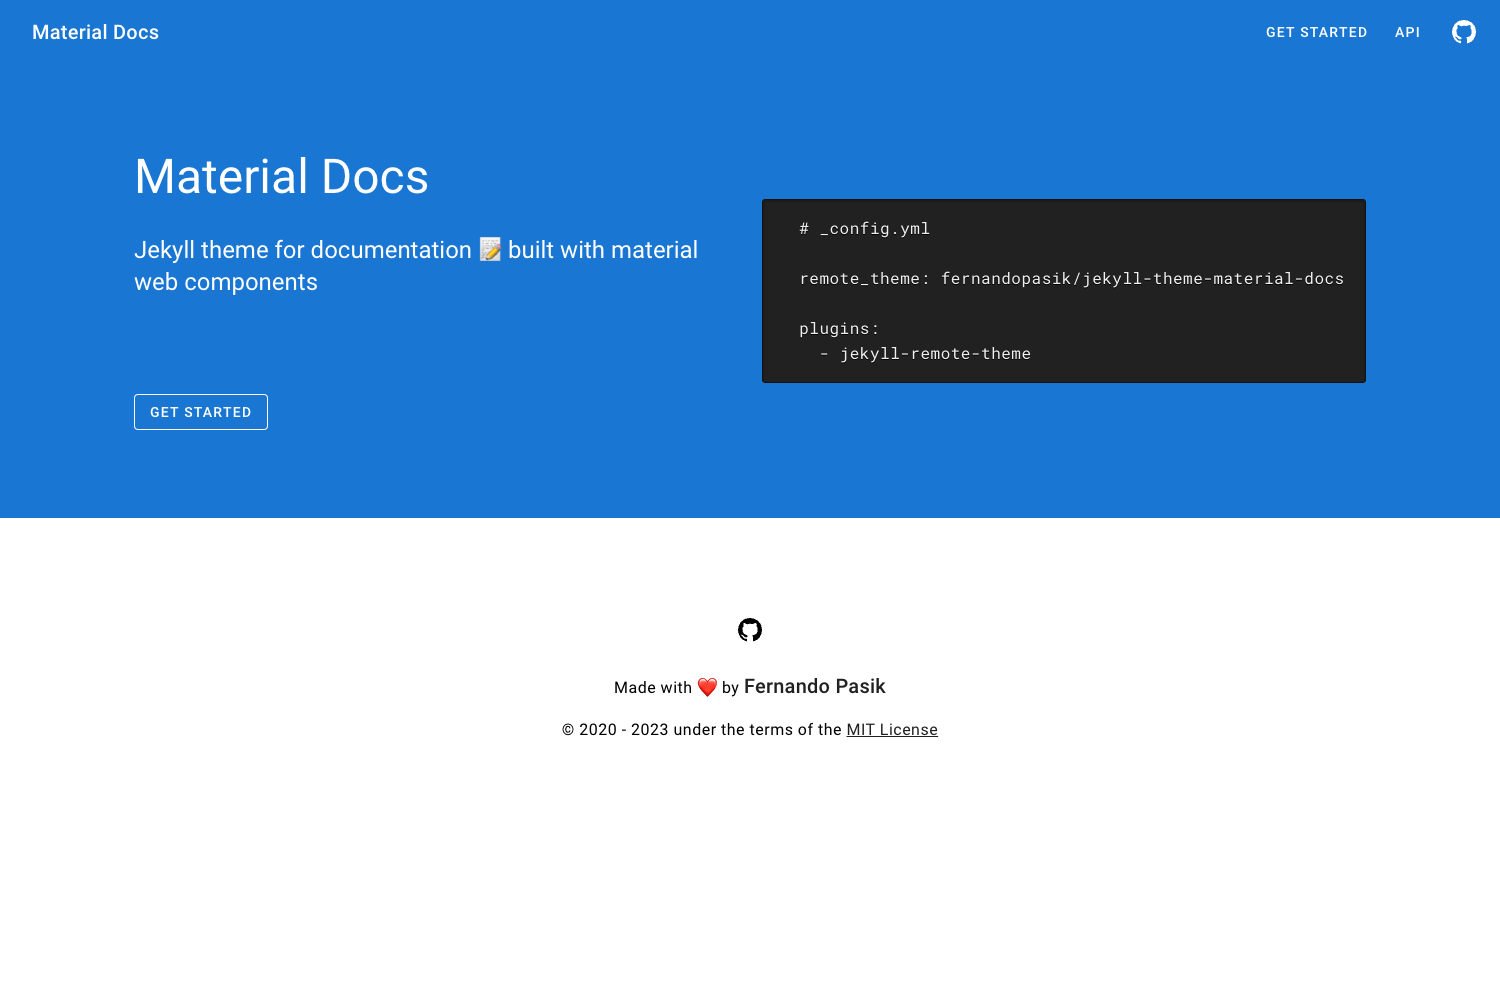 Material Docs
GET STARTED
API
Material Docs
Jekyll theme for documentation 📝 built with material
web components
GET STARTED
# _config.yml
remote_theme: fernandopasik/jekyll-theme-material-docs
plugins:
  - jekyll-remote-theme
Made with ❤️ by Fernando Pasik
© 2020 - 2023 under the terms of the MIT License